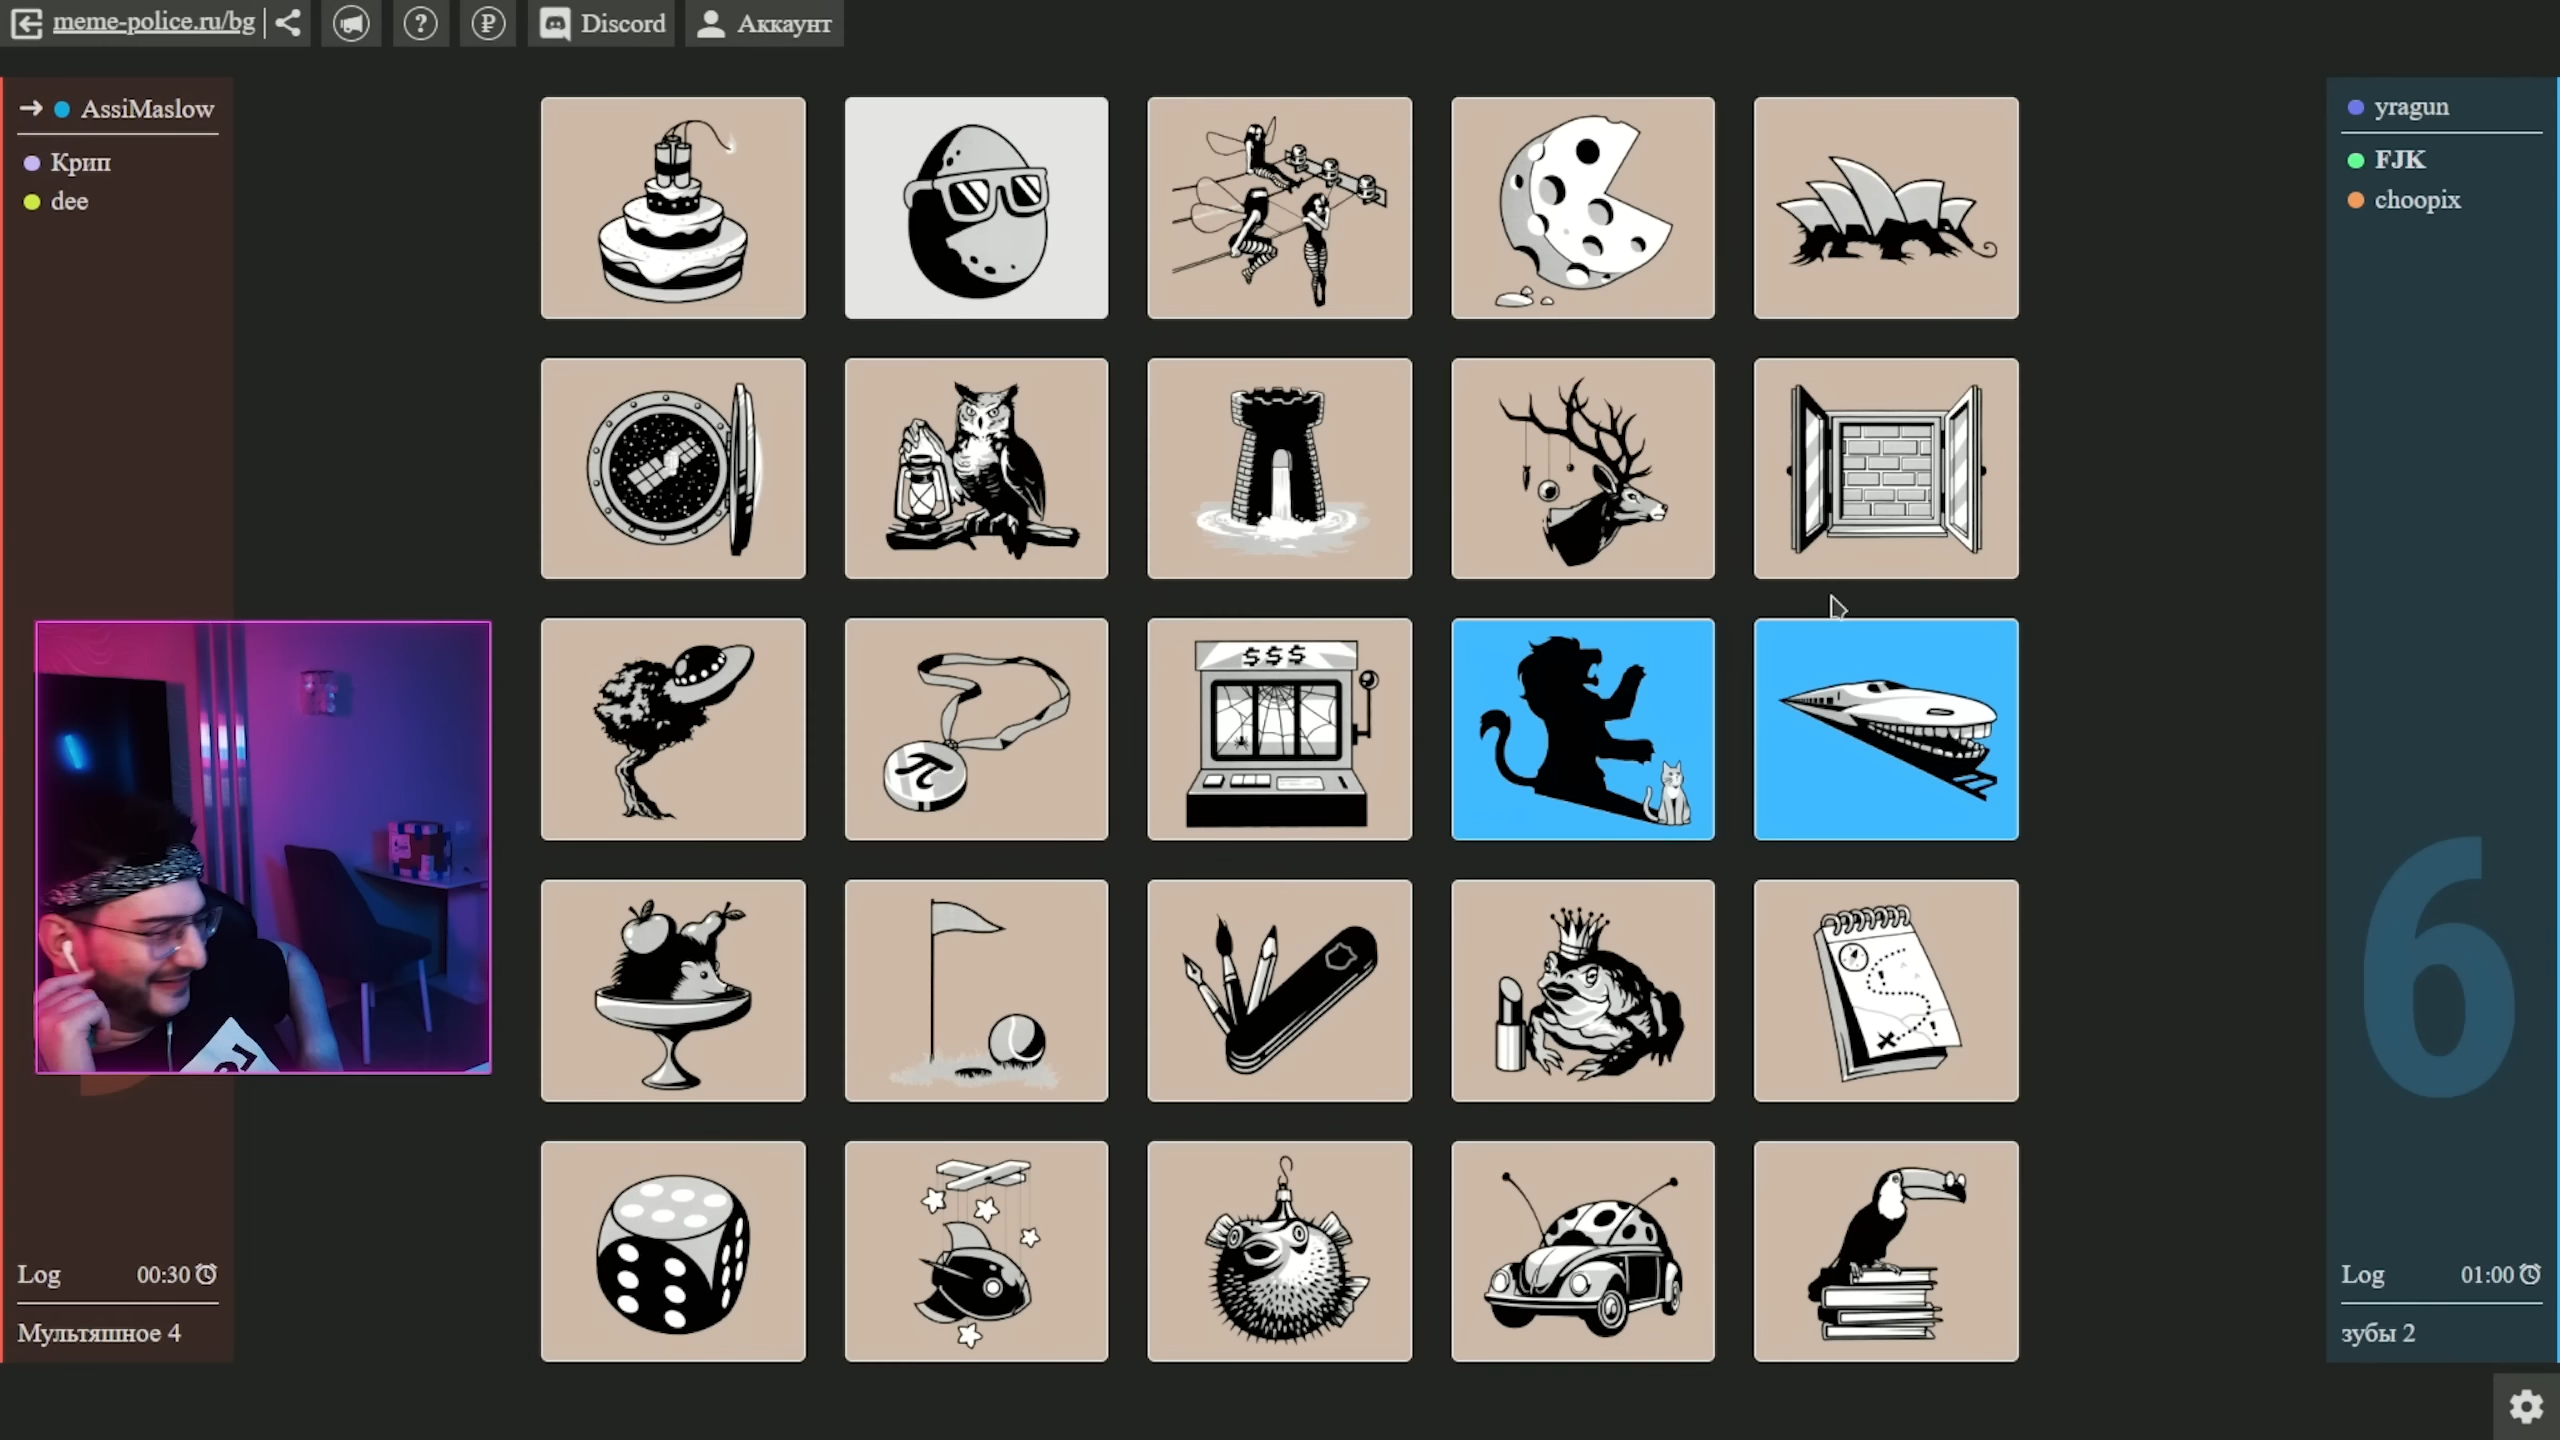 meme-police.ru/bg
Discord
Аккаунт
AssiMaslow
Крип
dee
Log 00:30
Мультяшное 4
$$$
π
yragun
FJK
choopix
6
Log 01:00
зубы 2